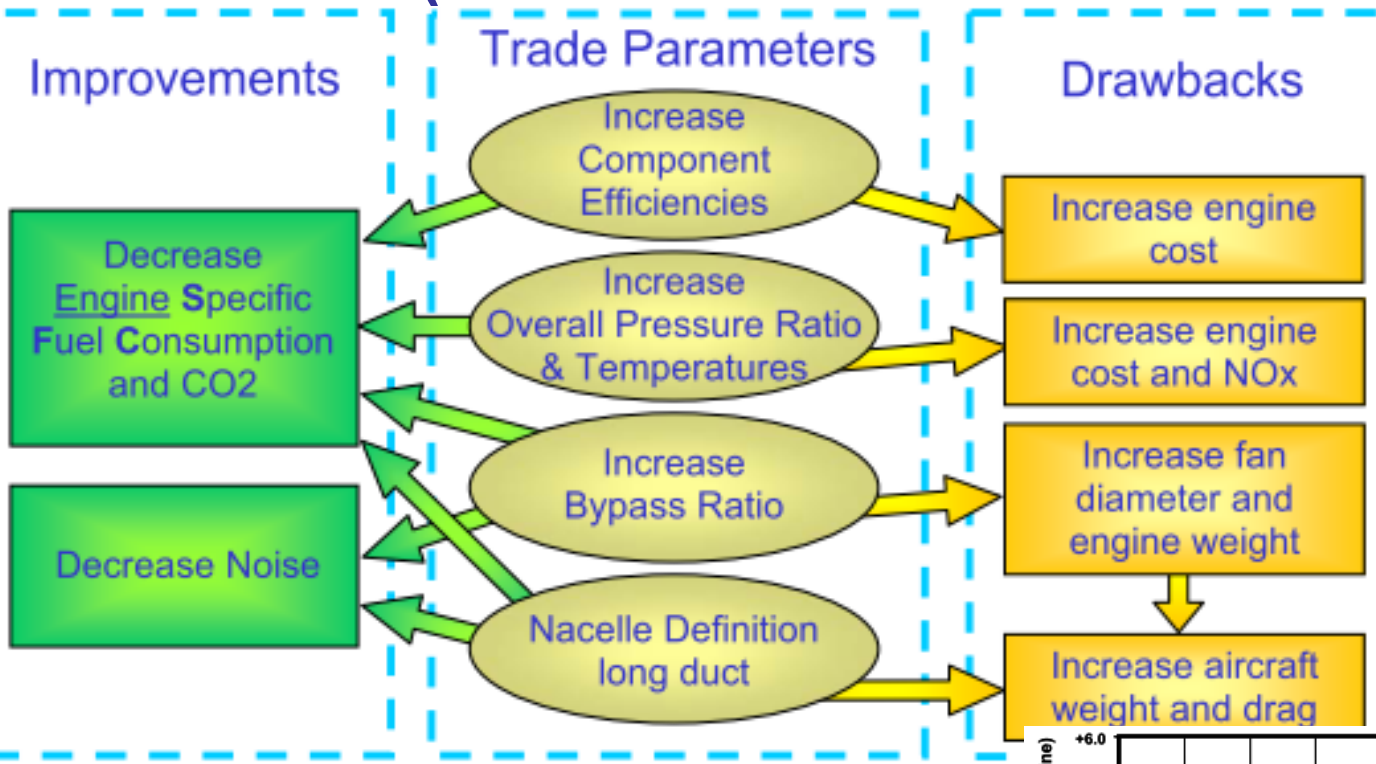 Improvements
Trade Parameters
Drawbacks
Increase
Component
Efficiencies
Increase
Overall Pressure Ratio
& Temperatures
Increase
Bypass Ratio
Nacelle Definition
long duct
Decrease
Engine Specific
Fuel Consumption
and CO2
Decrease Noise
Increase engine
cost
Increase engine
cost and NOx
Increase fan
diameter and
engine weight
Increase aircraft
weight and drag
+6.0